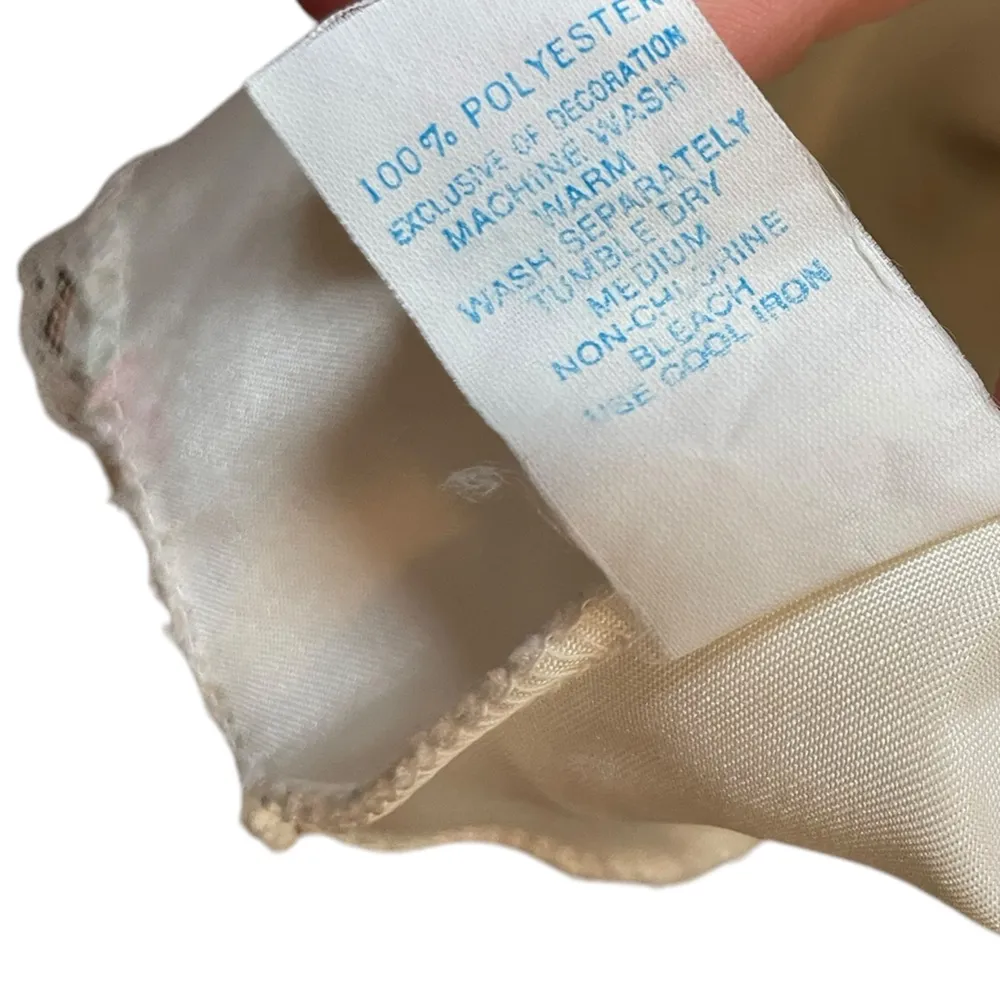 100% POLYESTER
EXCLUSIVE OF DECORATION
MACHINE WASH
WARM
WASH SEPARATELY
TUMBLE DRY
MEDIUM
NON-CHLORINE
BLEACH
USE COOL IRON